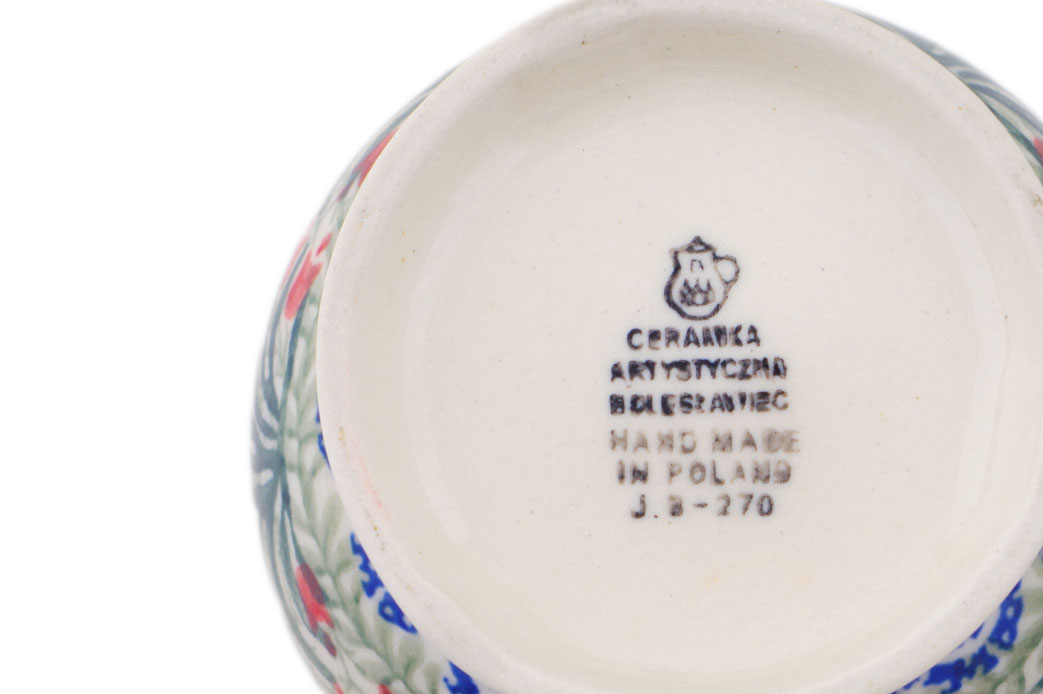 CERAMIKA
ARTYSTYCZNA
BOLESŁAWIEC
HAND MADE
IN POLAND
J.B-270